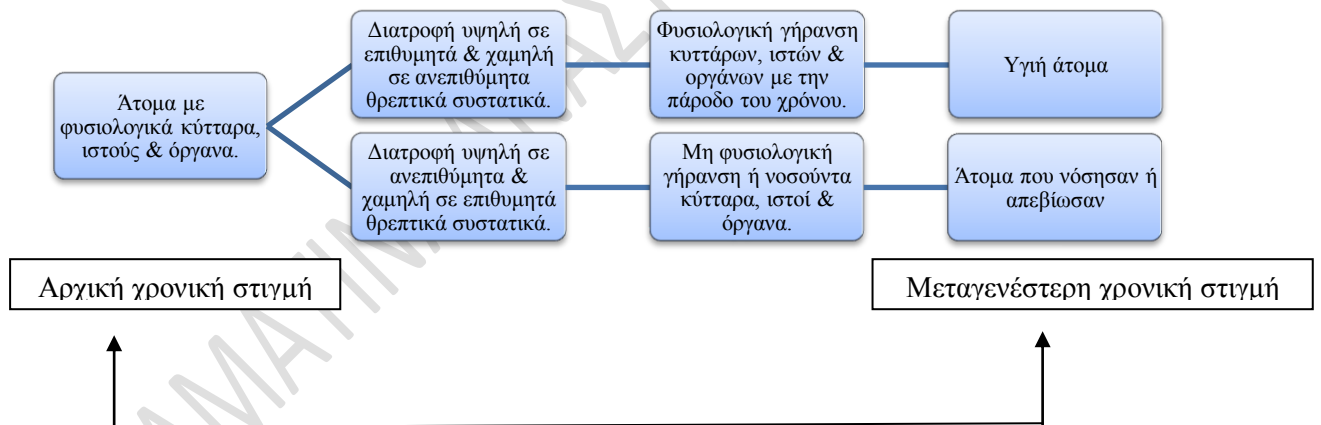 Άτομα με
φυσιολογικά κύτταρα,
ιστούς & όργανα.
Διατροφή υψηλή σε
επιθυμητά & χαμηλή
σε ανεπιθύμητα
θρεπτικά συστατικά.
Φυσιολογική γήρανση
κυττάρων, ιστών &
οργάνων με την
πάροδο του χρόνου.
Υγιή άτομα
Διατροφή υψηλή σε
ανεπιθύμητα &
χαμηλή σε επιθυμητά
θρεπτικά συστατικά.
Μη φυσιολογική
γήρανση ή νοσούντα
κύτταρα, ιστοί &
όργανα.
Άτομα που νόσησαν ή
απεβίωσαν
Αρχική χρονική στιγμή
Μεταγενέστερη χρονική στιγμή